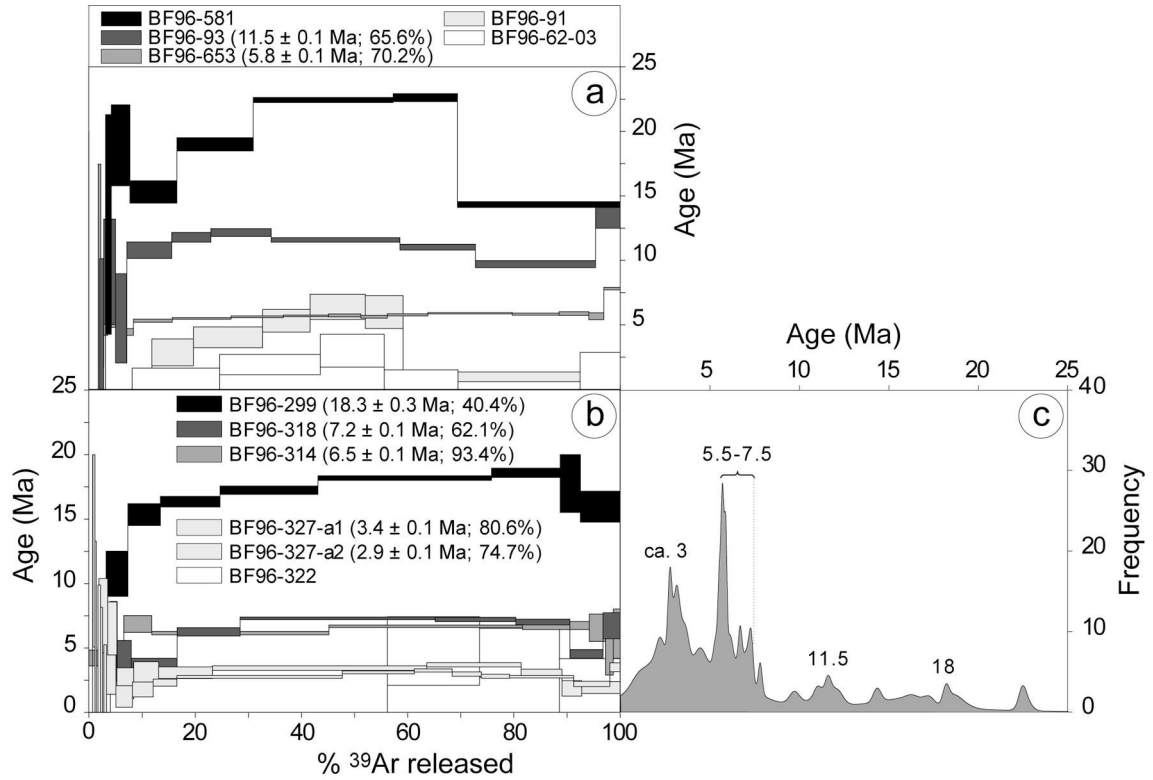 BF96-581
BF96-93 (11.5 ± 0.1 Ma; 65.6%)
BF96-653 (5.8 ± 0.1 Ma; 70.2%)
BF96-91
BF96-62-03
a
25
20
15
10
5
Age (Ma)
25
20
15
10
5
0
Age (Ma)
b
BF96-299 (18.3 ± 0.3 Ma; 40.4%)
BF96-318 (7.2 ± 0.1 Ma; 62.1%)
BF96-314 (6.5 ± 0.1 Ma; 93.4%)
BF96-327-a1 (3.4 ± 0.1 Ma; 80.6%)
BF96-327-a2 (2.9 ± 0.1 Ma; 74.7%)
BF96-322
0 20 40 60 80 100
% ³⁹Ar released
Age (Ma)
5 10 15 20 25
c
5.5-7.5
ca. 3
11.5
18
40
30
20
10
0
Frequency